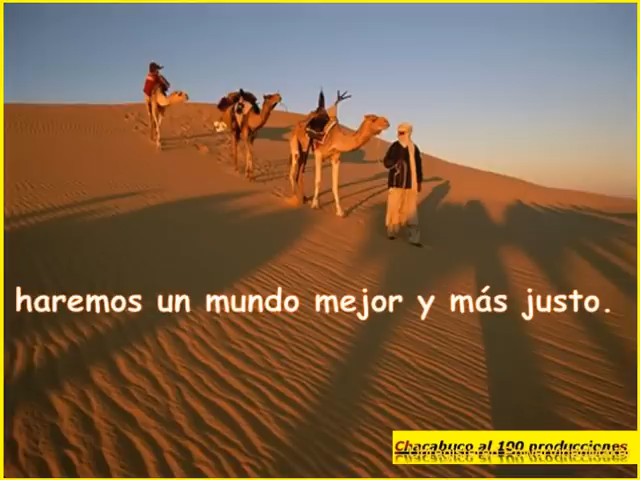 haremos un mundo mejor y más justo.
Chacabuco al 100 producciones